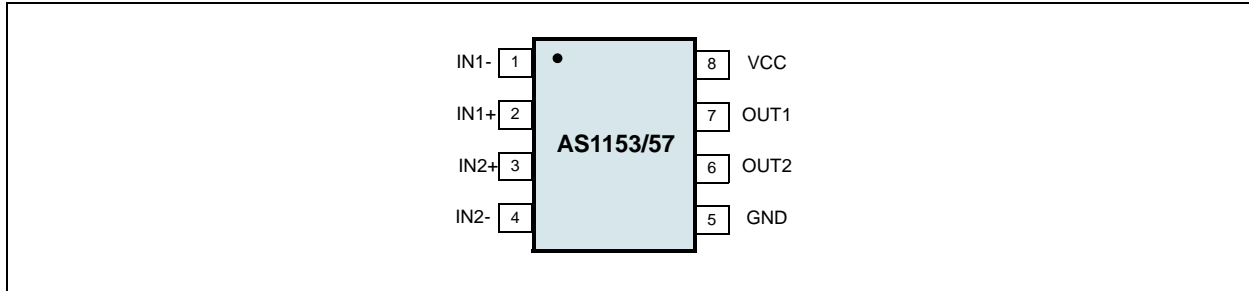 IN1- 1 8 VCC
IN1+ 2 7 OUT1
AS1153/57
IN2+ 3 6 OUT2
IN2- 4 5 GND